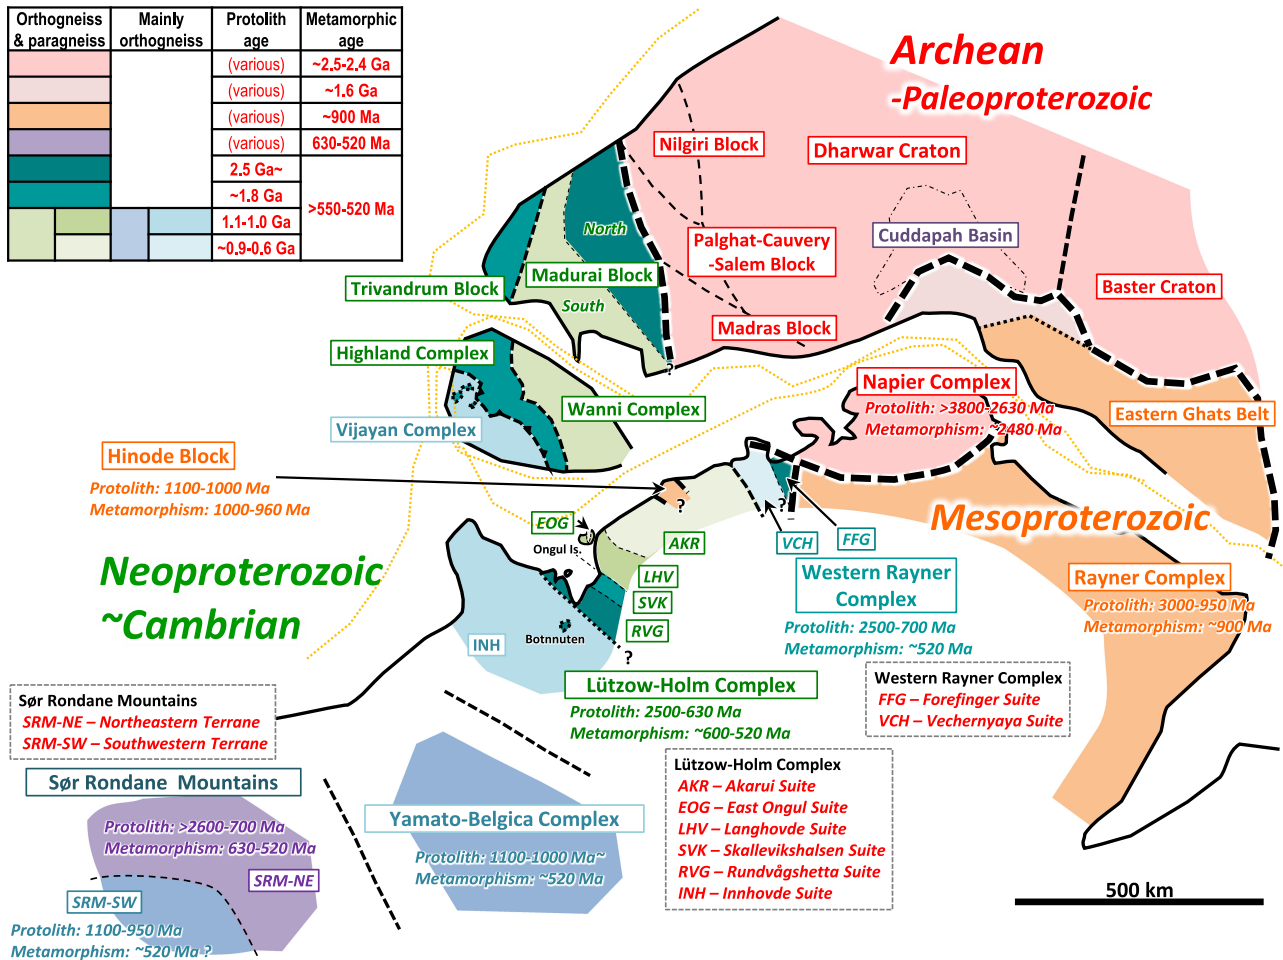 Orthogneiss & paragneiss
Mainly orthogneiss
Protolith age
Metamorphic age
(various)
~2.5-2.4 Ga
(various)
~1.6 Ga
(various)
~900 Ma
(various)
630-520 Ma
2.5 Ga~
~1.8 Ga
>550-520 Ma
1.1-1.0 Ga
~0.9-0.6 Ga
Archean
-Paleoproterozoic
Nilgiri Block
Dharwar Craton
North
Palghat-Cauvery
-Salem Block
Cuddapah Basin
Madurai Block
Trivandrum Block
South
Baster Craton
Madras Block
?
Highland Complex
Napier Complex
Protolith: >3800-2630 Ma
Metamorphism: ~2480 Ma
Wanni Complex
Eastern Ghats Belt
Vijayan Complex
Hinode Block
Protolith: 1100-1000 Ma
Metamorphism: 1000-960 Ma
?
?
Mesoproterozoic
EOG
Ongul Is.
AKR
VCH
FFG
Neoproterozoic
~Cambrian
LHV
SVK
RVG
Western Rayner
Complex
Protolith: 2500-700 Ma
Metamorphism: ~520 Ma
Rayner Complex
Protolith: 3000-950 Ma
Metamorphism: ~900 Ma
INH
Botnnuten
?
Lützow-Holm Complex
Protolith: 2500-630 Ma
Metamorphism: ~600-520 Ma
Western Rayner Complex
FFG – Forefinger Suite
VCH – Vechernyaya Suite
Sør Rondane Mountains
SRM-NE – Northeastern Terrane
SRM-SW – Southwestern Terrane
Lützow-Holm Complex
AKR – Akarui Suite
EOG – East Ongul Suite
LHV – Langhovde Suite
SVK – Skallevikshalsen Suite
RVG – Rundvågshetta Suite
INH – Innhovde Suite
Sør Rondane Mountains
Protolith: >2600-700 Ma
Metamorphism: 630-520 Ma
SRM-NE
SRM-SW
Protolith: 1100-950 Ma
Metamorphism: ~520 Ma ?
Yamato-Belgica Complex
Protolith: 1100-1000 Ma~
Metamorphism: ~520 Ma
500 km